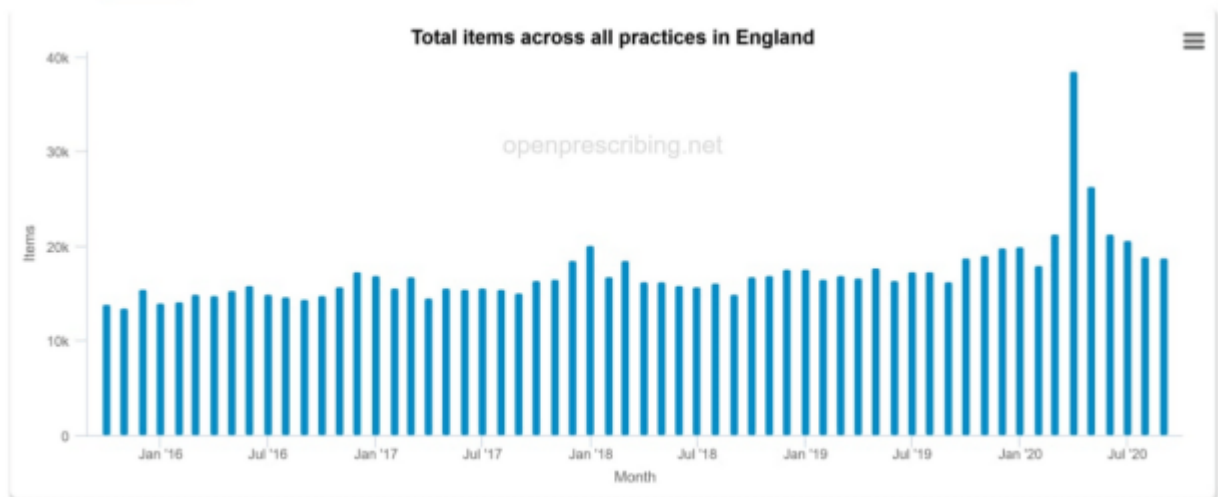 Total items across all practices in England
40k
openprescribing.net
30k
Items
20k
10k
0
Jan '16 Jul '16 Jan '17 Jul '17 Jan '18 Jul '18 Jan '19 Jul '19 Jan '20 Jul '20
Month